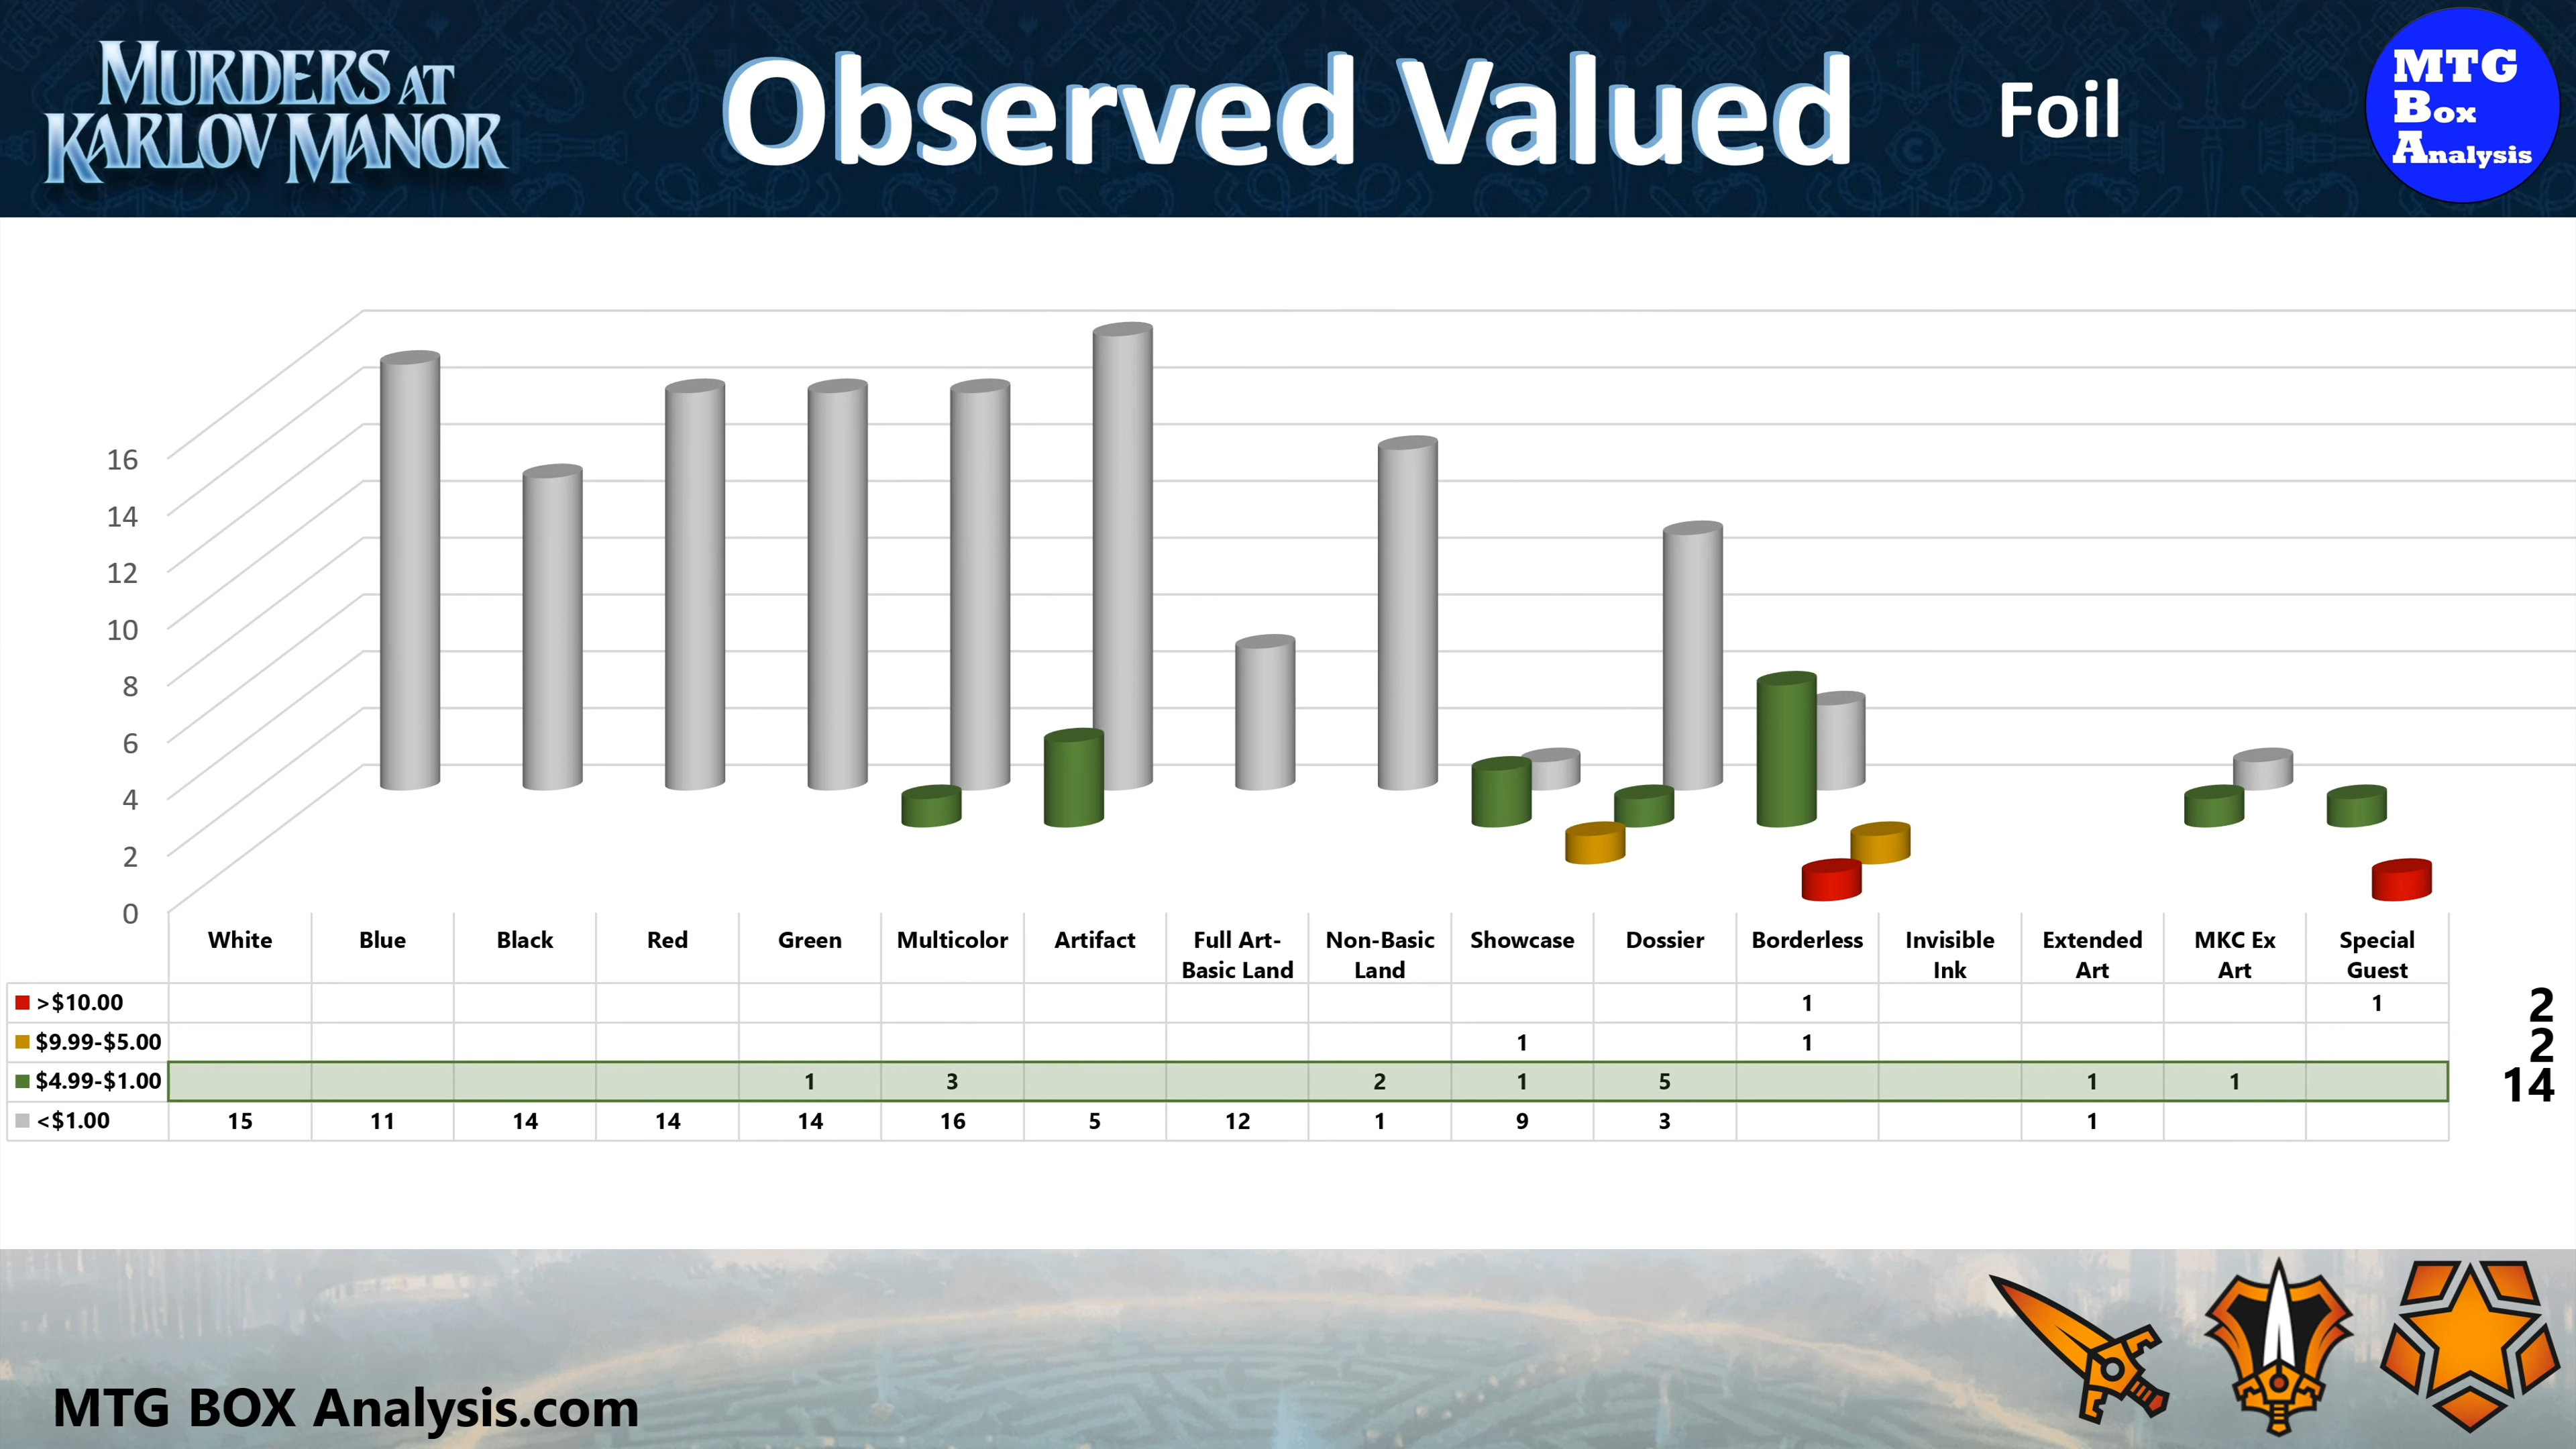 MURDERS AT
KARLOV MANOR
Observed Valued
Foil
MTG
Box
Analysis
16
14
12
10
8
6
4
2
0
White Blue Black Red Green Multicolor Artifact Full Art- Non-Basic Showcase Dossier Borderless Invisible Extended MKC Ex Special
Basic Land Land Ink Art Art Guest
>$10.00 1 1 2
$9.99-$5.00 1 1 2
$4.99-$1.00 1 3 2 1 5 1 1 14
<$1.00 15 11 14 14 14 16 5 12 1 9 3 1
MTG BOX Analysis.com